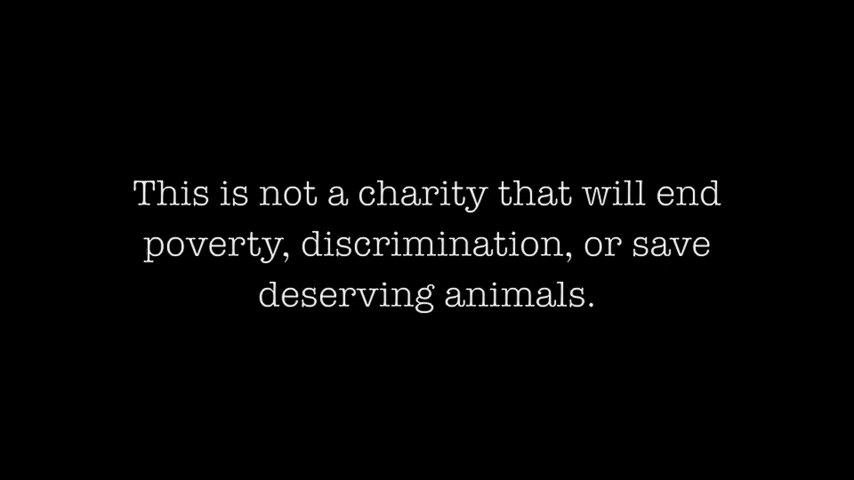 This is not a charity that will end
poverty, discrimination, or save
deserving animals.